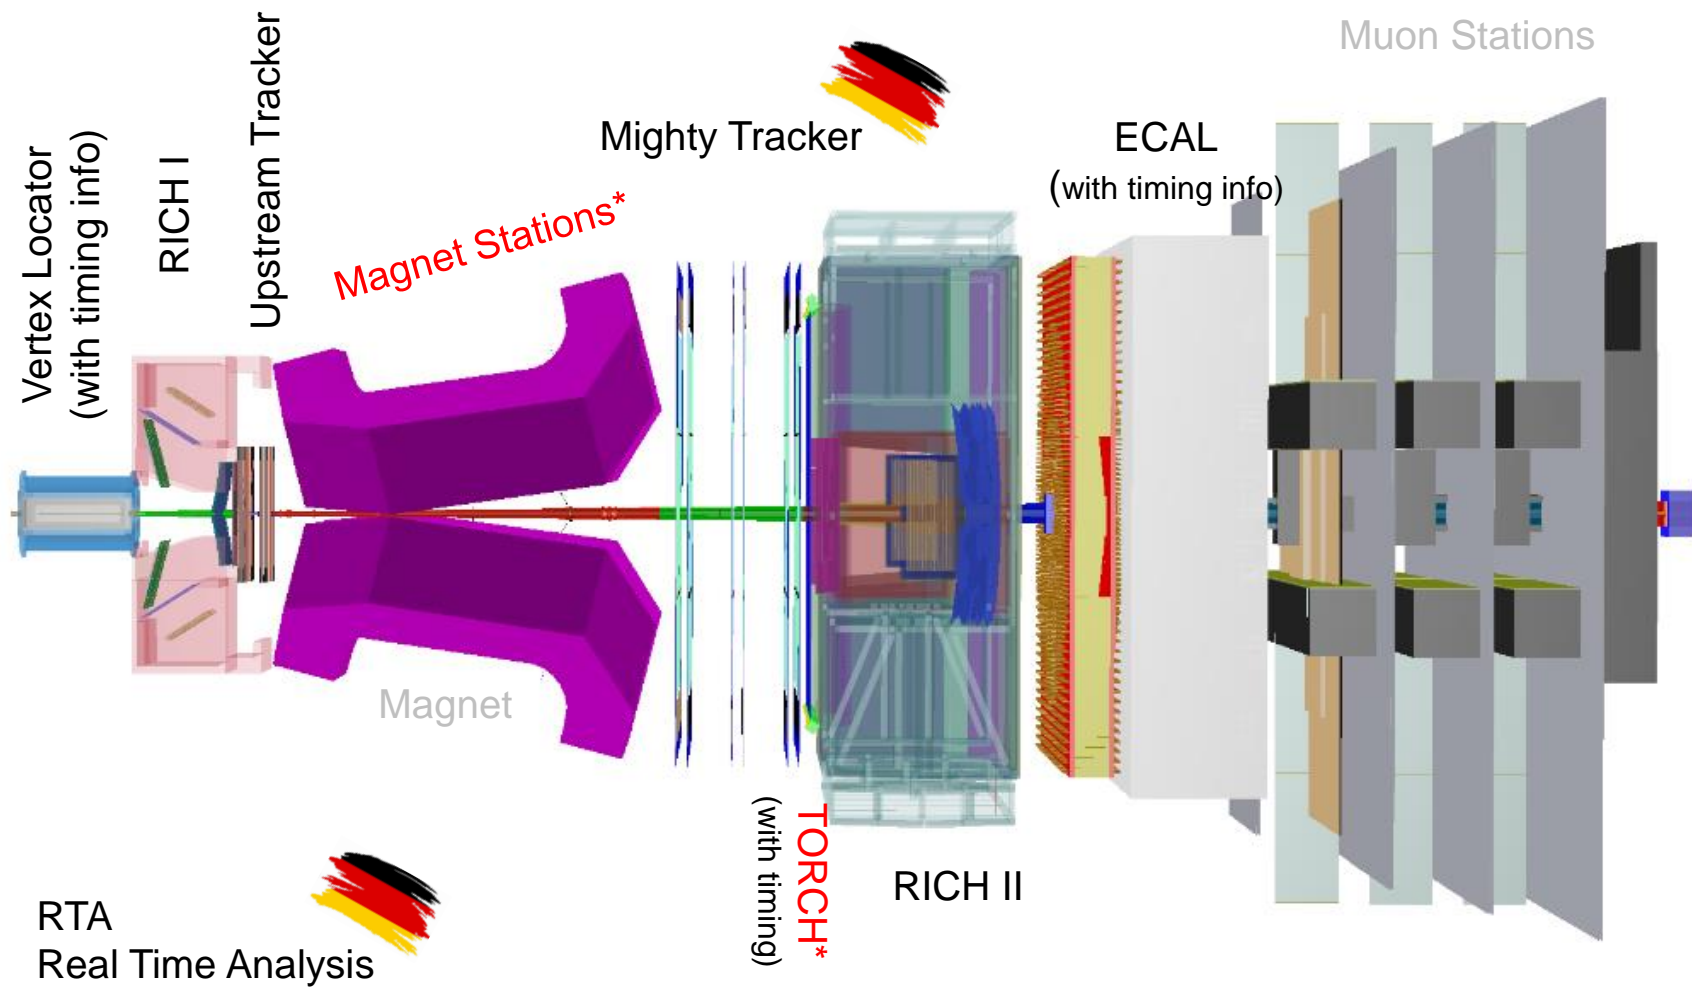 Muon Stations
Vertex Locator
(with timing info)
RICH I
Upstream Tracker
Magnet Stations*
Mighty Tracker
ECAL
(with timing info)
Magnet
TORCH*
(with timing)
RICH II
RTA
Real Time Analysis